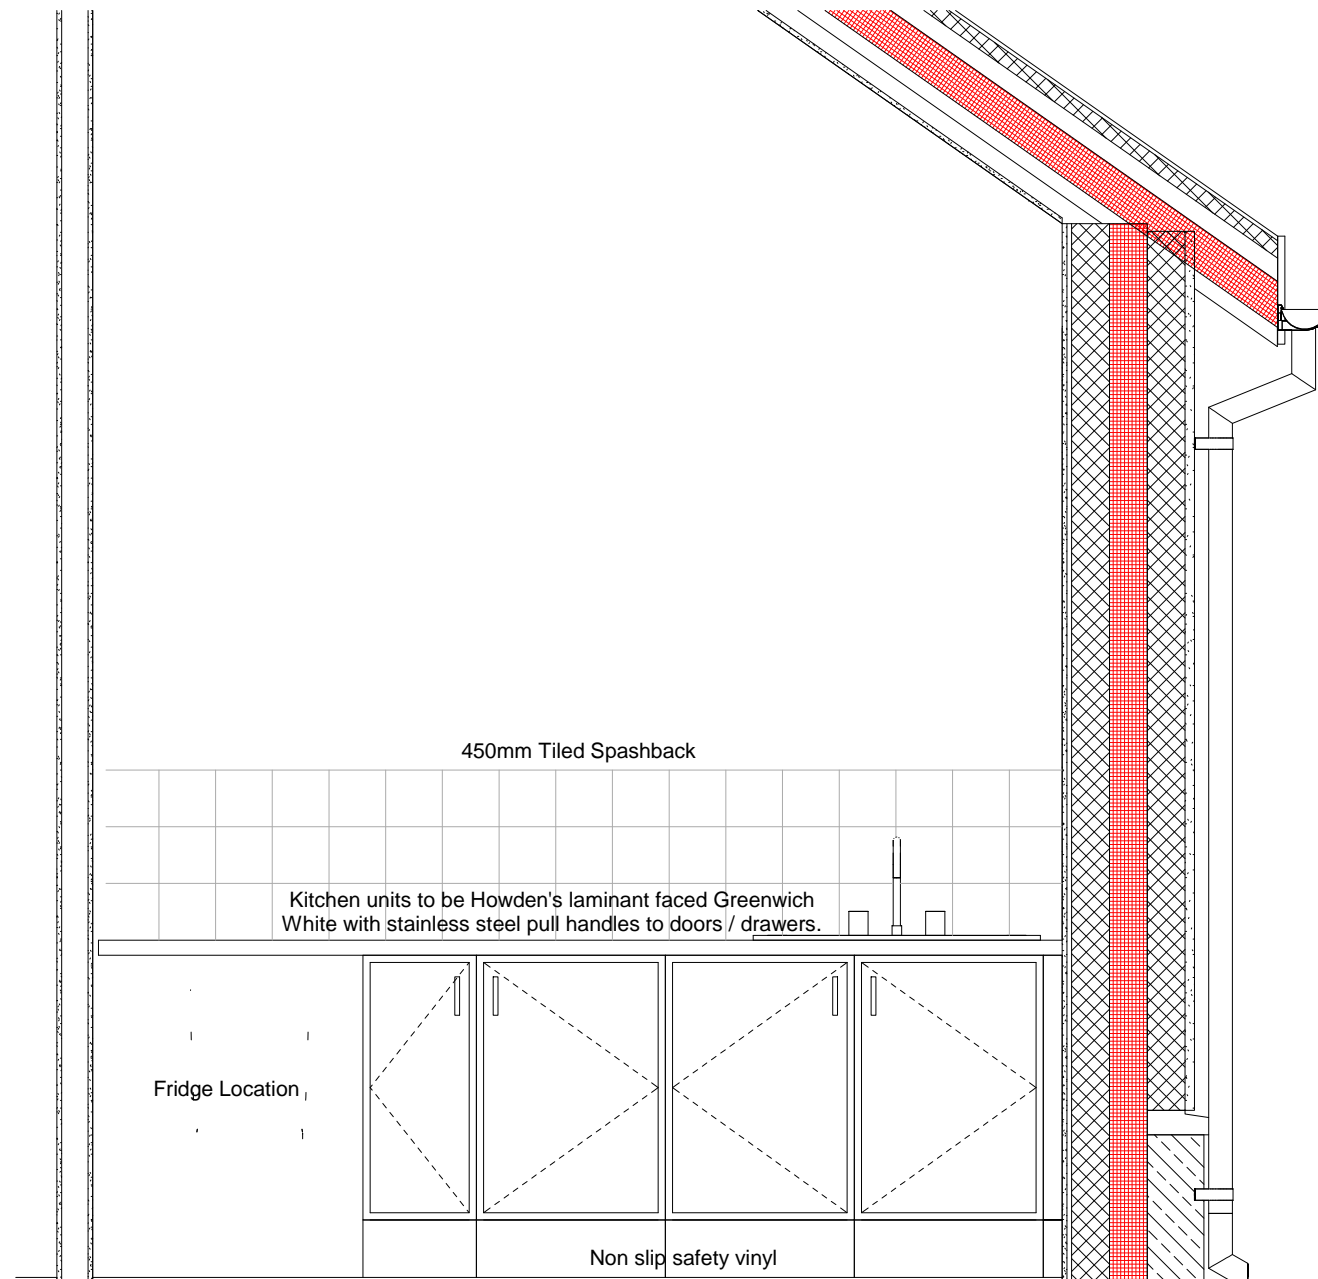 450mm Tiled Spashback
Kitchen units to be Howden's laminant faced Greenwich
White with stainless steel pull handles to doors / drawers.
Fridge Location
Non slip safety vinyl